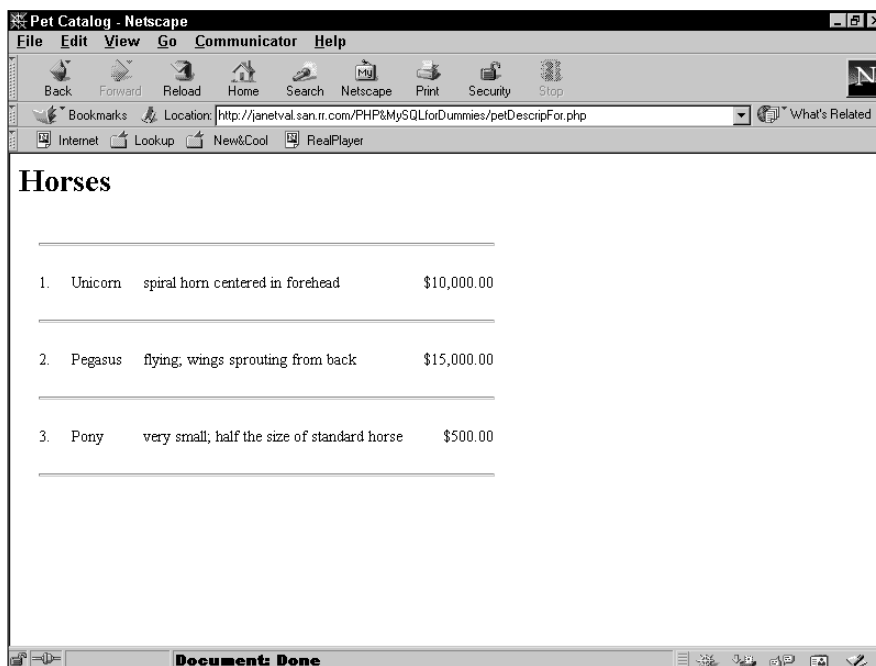 Pet Catalog - Netscape
File Edit View Go Communicator Help
Back Forward Reload Home Search Netscape Print Security Stop
My
N
Bookmarks Location: http://janetval.san.rr.com/PHP&MySQLforDummies/petDescripFor.php What's Related
Internet Lookup New&Cool RealPlayer
Horses
1. Unicorn spiral horn centered in forehead $10,000.00
2. Pegasus flying; wings sprouting from back $15,000.00
3. Pony very small; half the size of standard horse $500.00
Document: Done